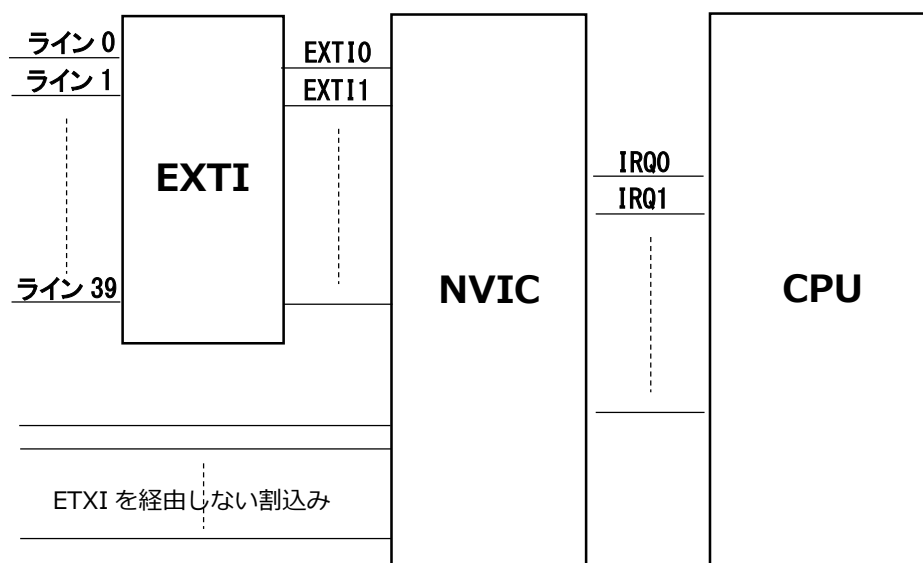 ライン 0
ライン 1
ライン 39
EXTI
EXTI0
EXTI1
NVIC
IRQ0
IRQ1
CPU
ETXI を経由しない割込み